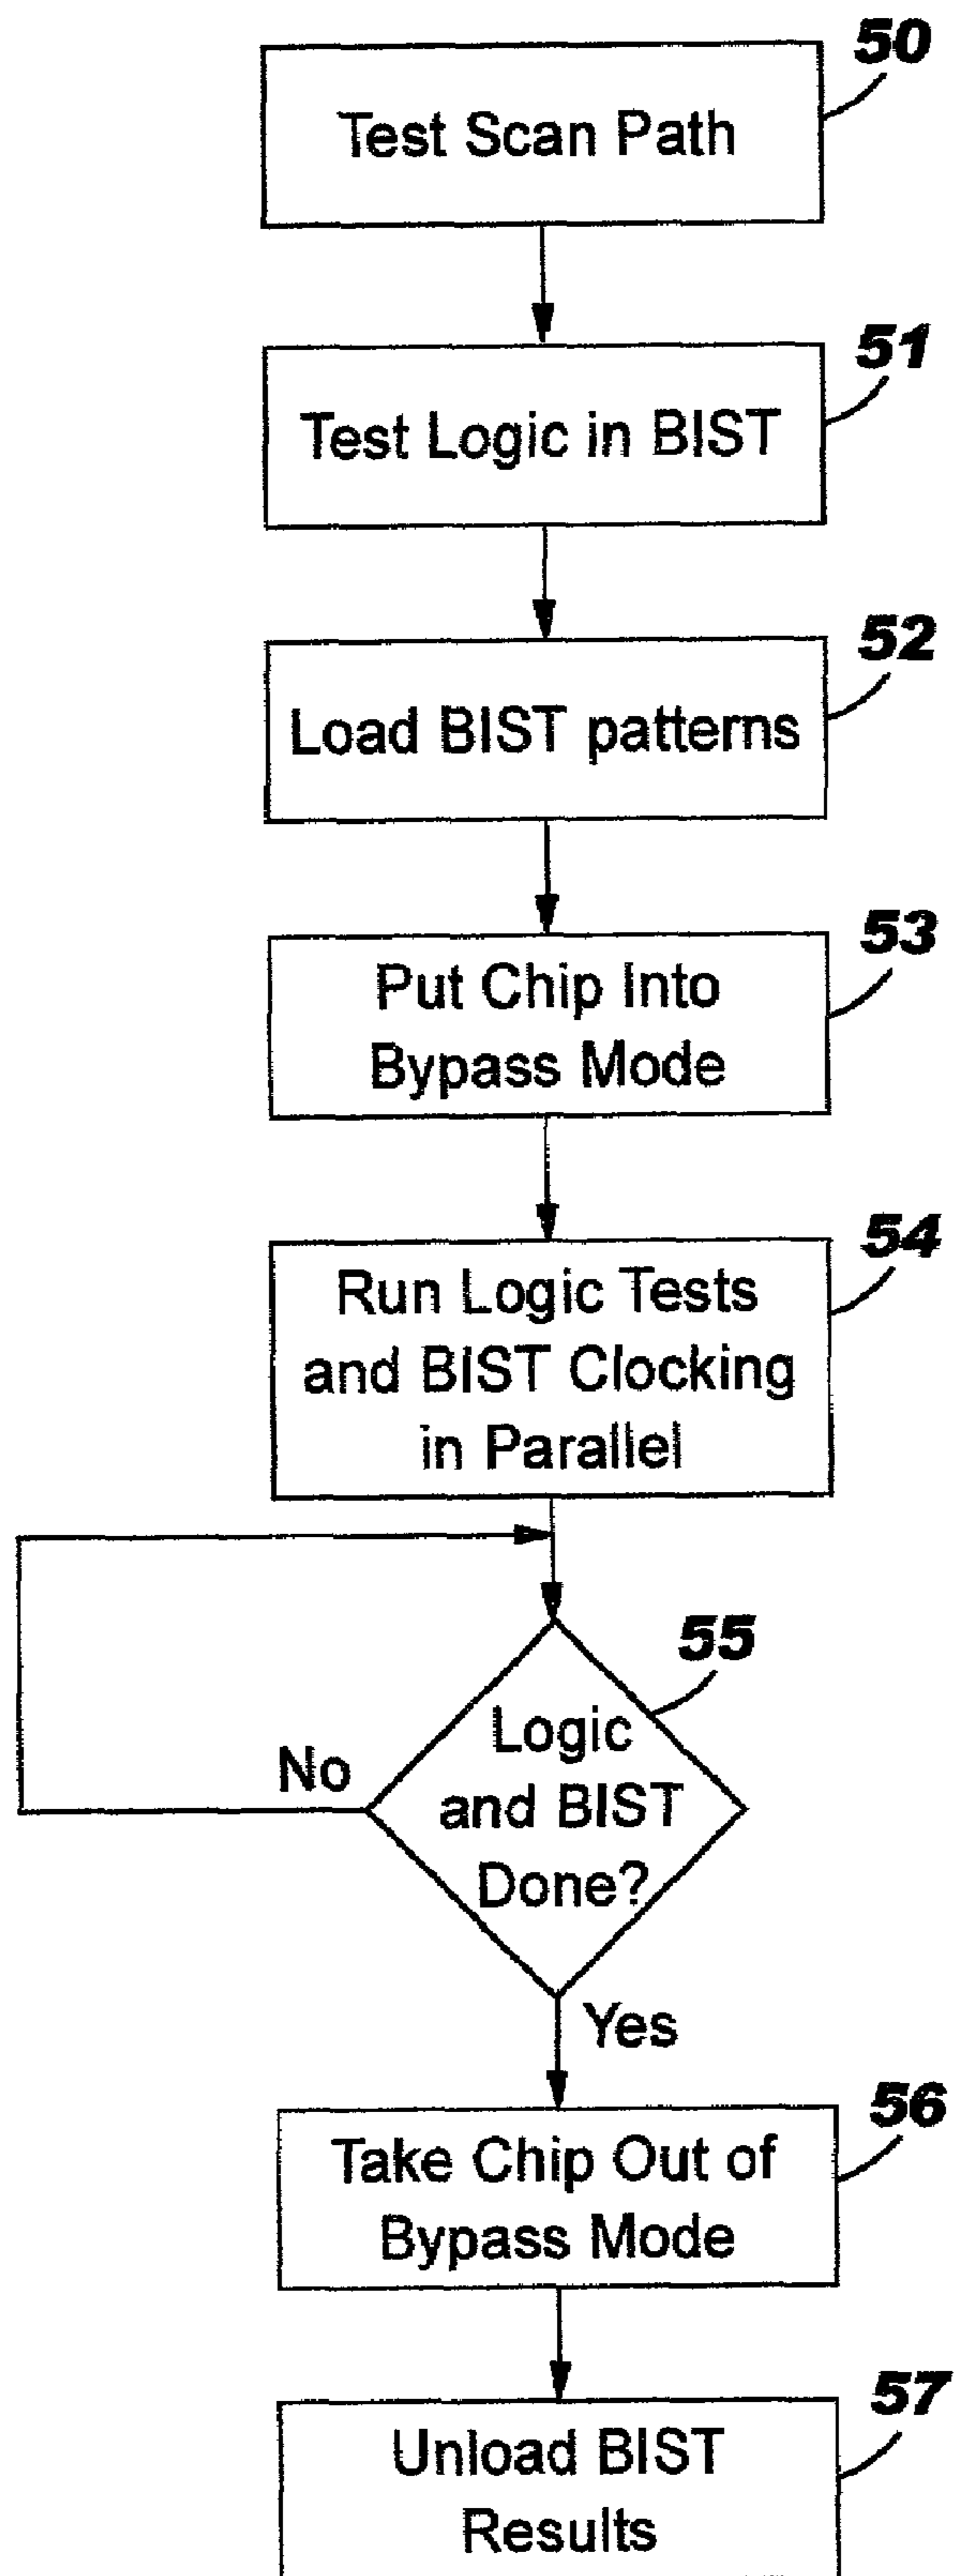 50
Test Scan Path
51
Test Logic in BIST
52
Load BIST patterns
53
Put Chip Into
Bypass Mode
54
Run Logic Tests
and BIST Clocking
in Parallel
55
Logic
and BIST
Done?
No
Yes
56
Take Chip Out of
Bypass Mode
57
Unload BIST
Results